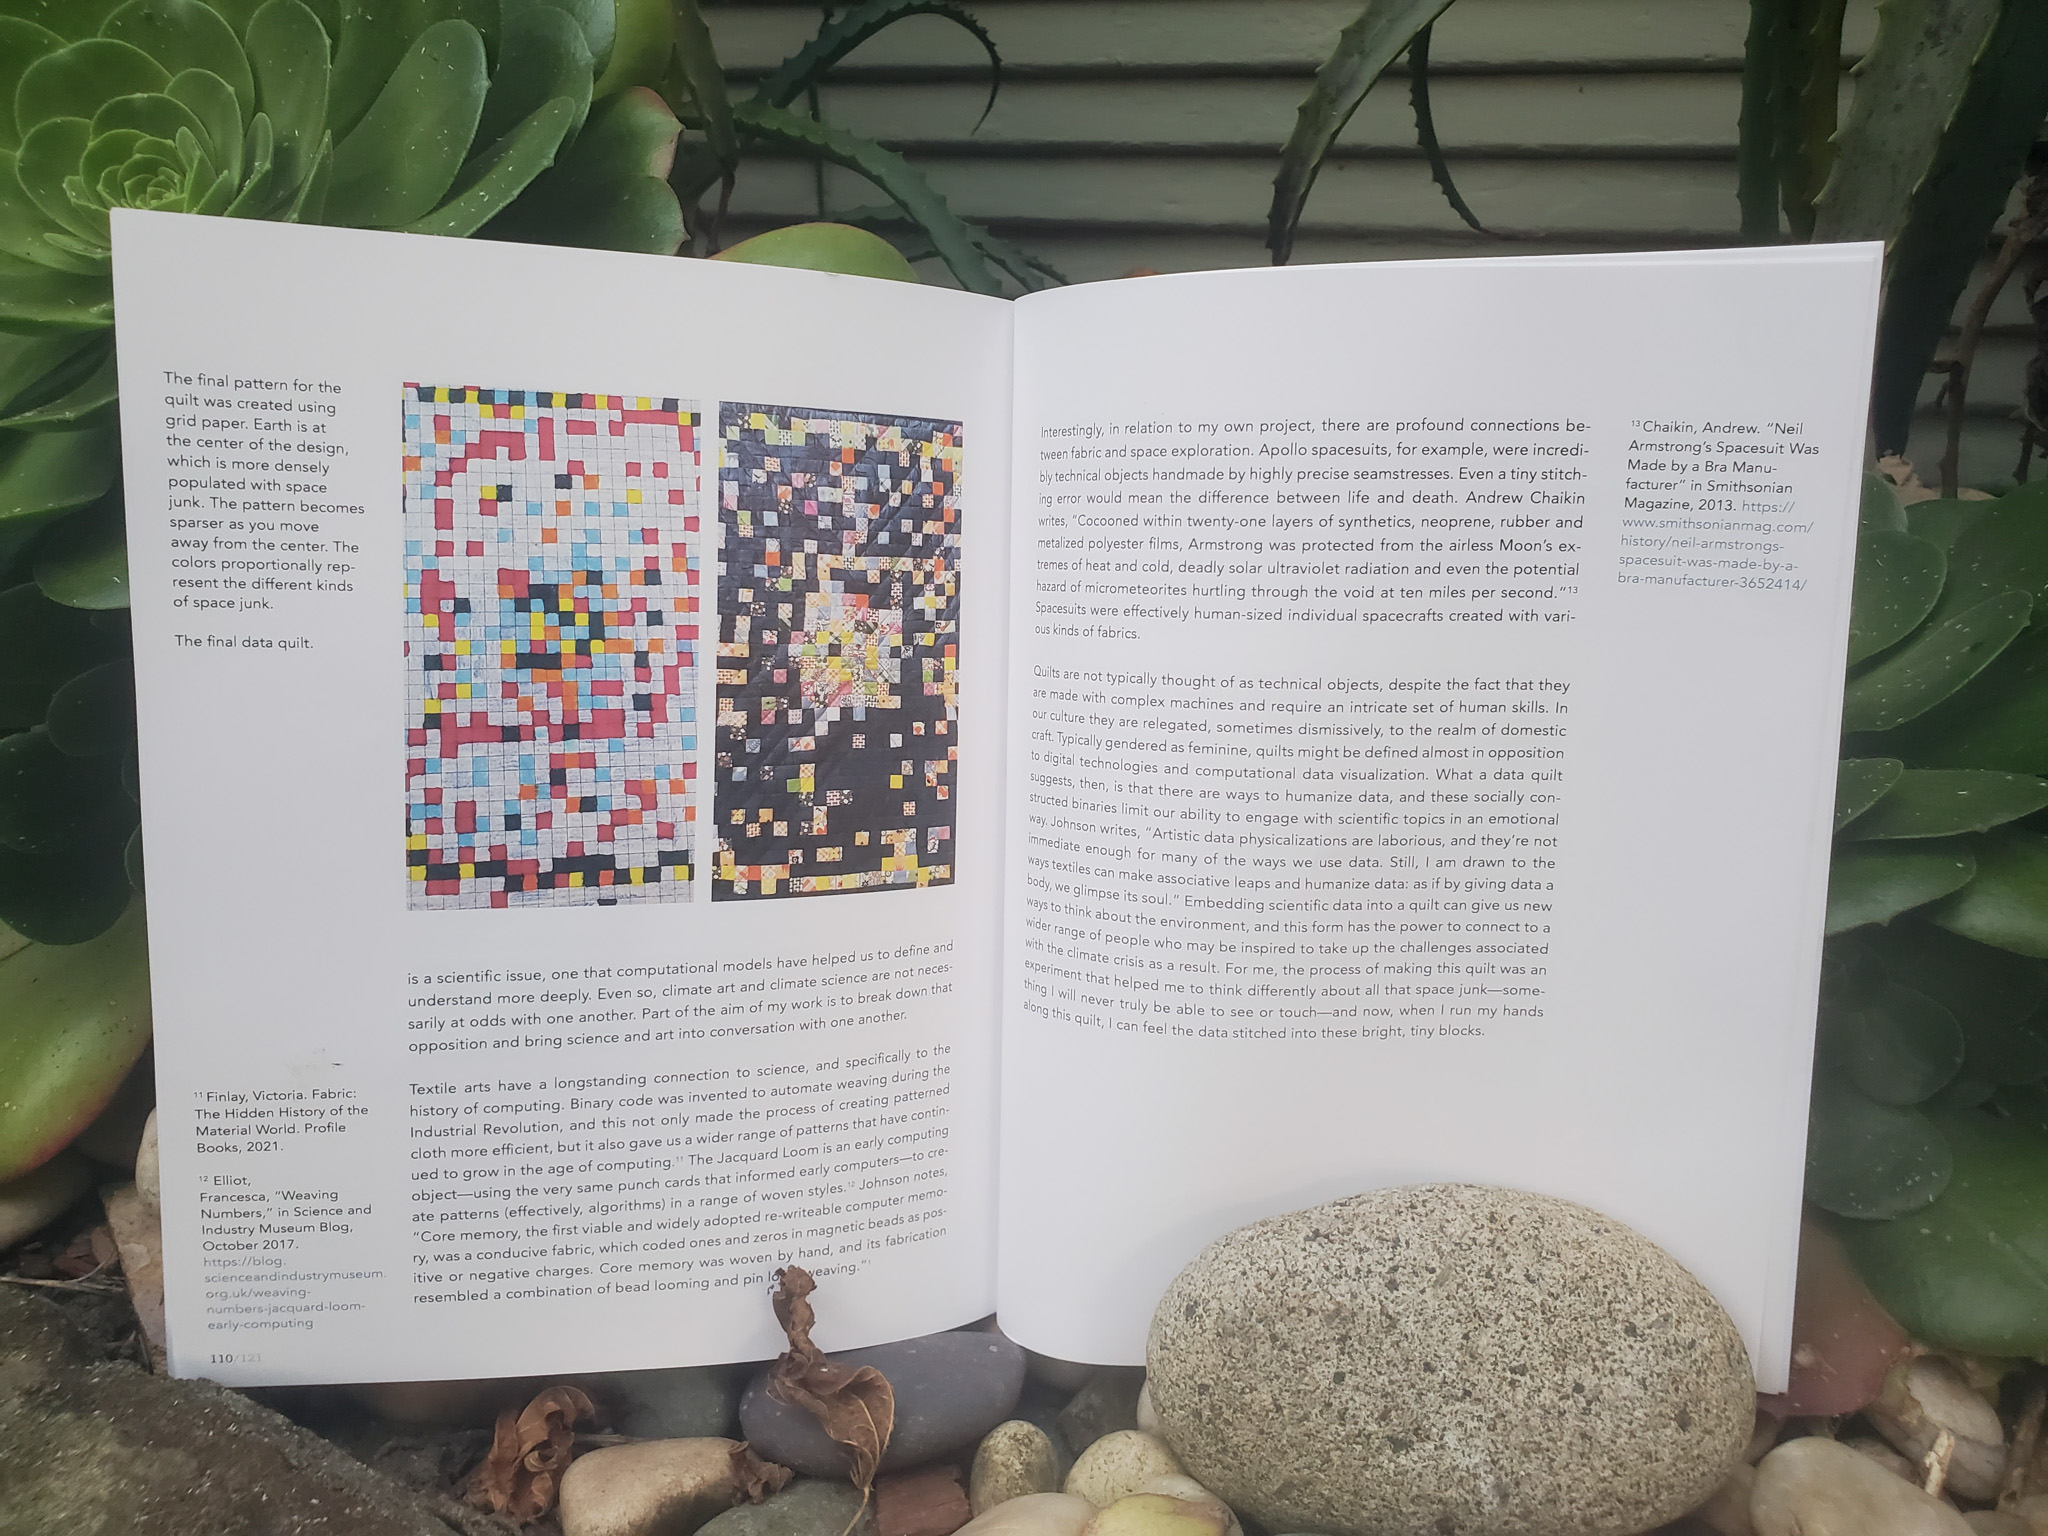 The final pattern for the
quilt was created using
grid paper. Earth is at
the center of the design,
which is more densely
populated with space
junk. The pattern becomes
sparser as you move
away from the center. The
colors proportionally rep-
resent the different kinds
of space junk.
The final data quilt.
is a scientific issue, one that computational models have helped us to define and
understand more deeply. Even so, climate art and climate science are not neces-
sarily at odds with one another. Part of the aim of my work is to break down that
opposition and bring science and art into conversation with one another.
Textile arts have a longstanding connection to science, and specifically to the
history of computing. Binary code was invented to automate weaving during the
Industrial Revolution, and this not only made the process of creating patterned
cloth more efficient, but it also gave us a wider range of patterns that have contin-
ued to grow in the age of computing.11 The Jacquard Loom is an early computing
object—using the very same punch cards that informed early computers—to cre-
ate patterns (effectively, algorithms) in a range of woven styles.12 Johnson notes,
“Core memory, the first viable and widely adopted re-writeable computer memo-
ry, was a conducive fabric, which coded ones and zeros in magnetic beads as pos-
itive or negative charges. Core memory was woven by hand, and its fabrication
resembled a combination of bead looming and pin weaving.”1
11 Finlay, Victoria. Fabric:
The Hidden History of the
Material World. Profile
Books, 2021.
12 Elliot,
Francesca, “Weaving
Numbers,” in Science and
Industry Museum Blog,
October 2017.
https://blog.
scienceandindustrymuseum.
org.uk/weaving-
numbers-jacquard-loom-
early-computing
110/121
Interestingly, in relation to my own project, there are profound connections be-
tween fabric and space exploration. Apollo spacesuits, for example, were incredi-
bly technical objects handmade by highly precise seamstresses. Even a tiny stitch-
ing error would mean the difference between life and death. Andrew Chaikin
writes, “Cocooned within twenty-one layers of synthetics, neoprene, rubber and
metalized polyester films, Armstrong was protected from the airless Moon’s ex-
tremes of heat and cold, deadly solar ultraviolet radiation and even the potential
hazard of micrometeorites hurtling through the void at ten miles per second.”13
Spacesuits were effectively human-sized individual spacecrafts created with vari-
ous kinds of fabrics.
Quilts are not typically thought of as technical objects, despite the fact that they
are made with complex machines and require an intricate set of human skills. In
our culture they are relegated, sometimes dismissively, to the realm of domestic
craft. Typically gendered as feminine, quilts might be defined almost in opposition
to digital technologies and computational data visualization. What a data quilt
suggests, then, is that there are ways to humanize data, and these socially con-
structed binaries limit our ability to engage with scientific topics in an emotional
way. Johnson writes, “Artistic data physicalizations are laborious, and they’re not
immediate enough for many of the ways we use data. Still, I am drawn to the
ways textiles can make associative leaps and humanize data: as if by giving data a
body, we glimpse its soul.” Embedding scientific data into a quilt can give us new
ways to think about the environment, and this form has the power to connect to a
wider range of people who may be inspired to take up the challenges associated
with the climate crisis as a result. For me, the process of making this quilt was an
experiment that helped me to think differently about all that space junk—some-
thing I will never truly be able to see or touch—and now, when I run my hands
along this quilt, I can feel the data stitched into these bright, tiny blocks.
13 Chaikin, Andrew. “Neil
Armstrong’s Spacesuit Was
Made by a Bra Manu-
facturer” in Smithsonian
Magazine, 2013. https://
www.smithsonianmag.com/
history/neil-armstrongs-
spacesuit-was-made-by-a-
bra-manufacturer-3652414/